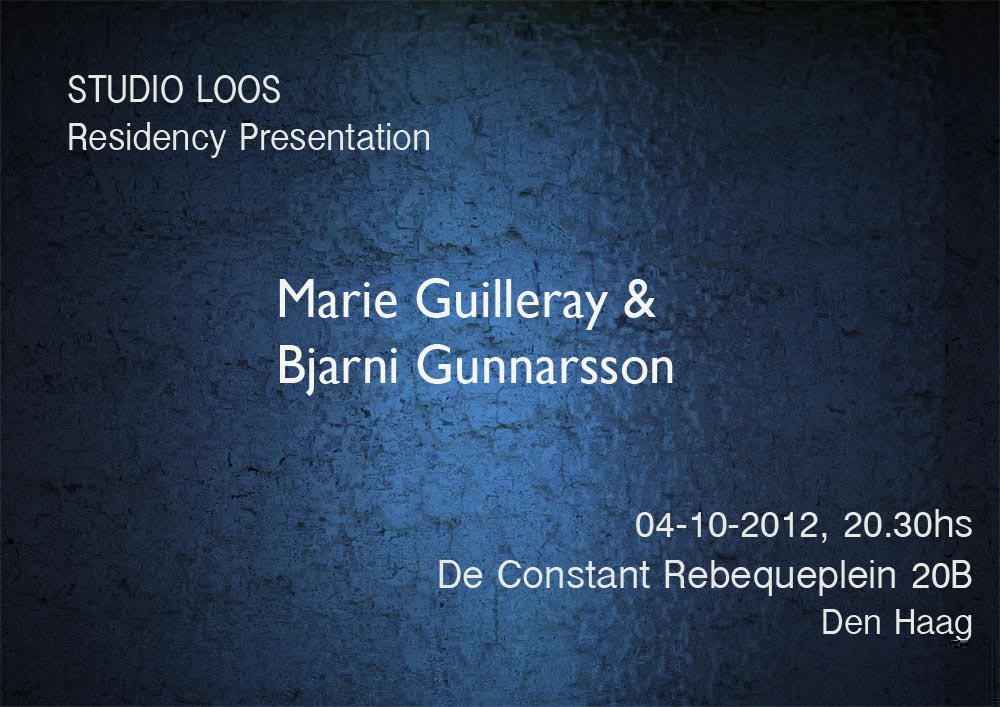 STUDIO LOOS
Residency Presentation
Marie Guilleray &
Bjarni Gunnarsson
04-10-2012, 20.30hs
De Constant Rebequeplein 20B
Den Haag